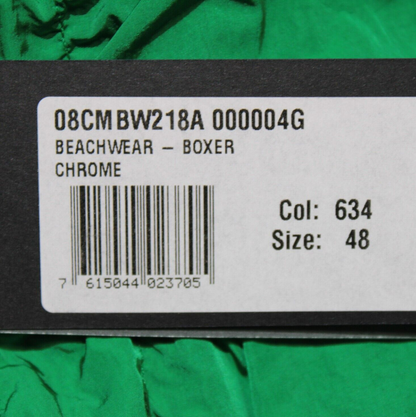 08CMBW218A 000004G
BEACHWEAR – BOXER
CHROME
Col: 634
Size: 48
7 615044 023705